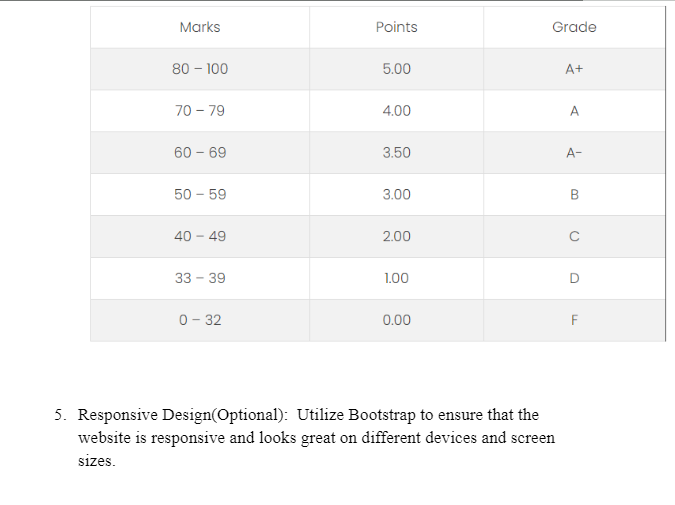 Marks Points Grade
80 – 100 5.00 A+
70 – 79 4.00 A
60 – 69 3.50 A-
50 – 59 3.00 B
40 – 49 2.00 C
33 – 39 1.00 D
0 – 32 0.00 F
5. Responsive Design(Optional): Utilize Bootstrap to ensure that the
website is responsive and looks great on different devices and screen
sizes.